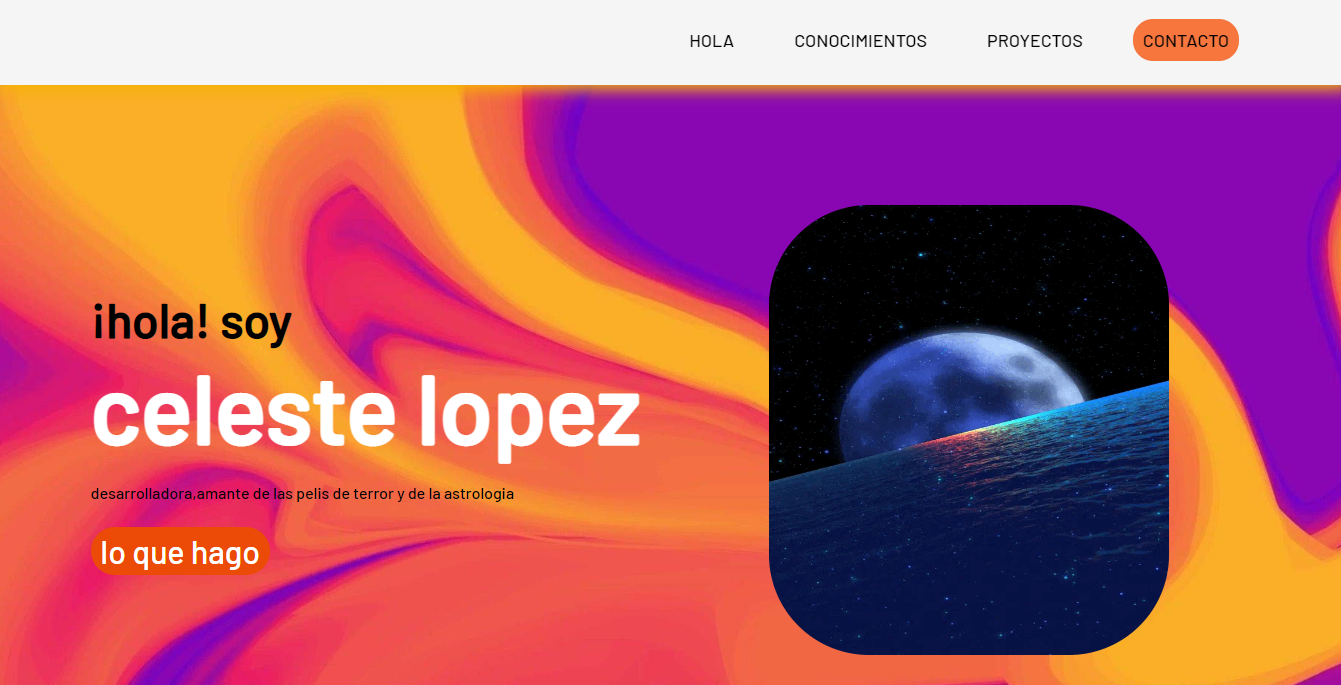 HOLA CONOCIMIENTOS PROYECTOS CONTACTO
¡hola! soy
celeste lopez
desarrolladora,amante de las pelis de terror y de la astrologia
lo que hago